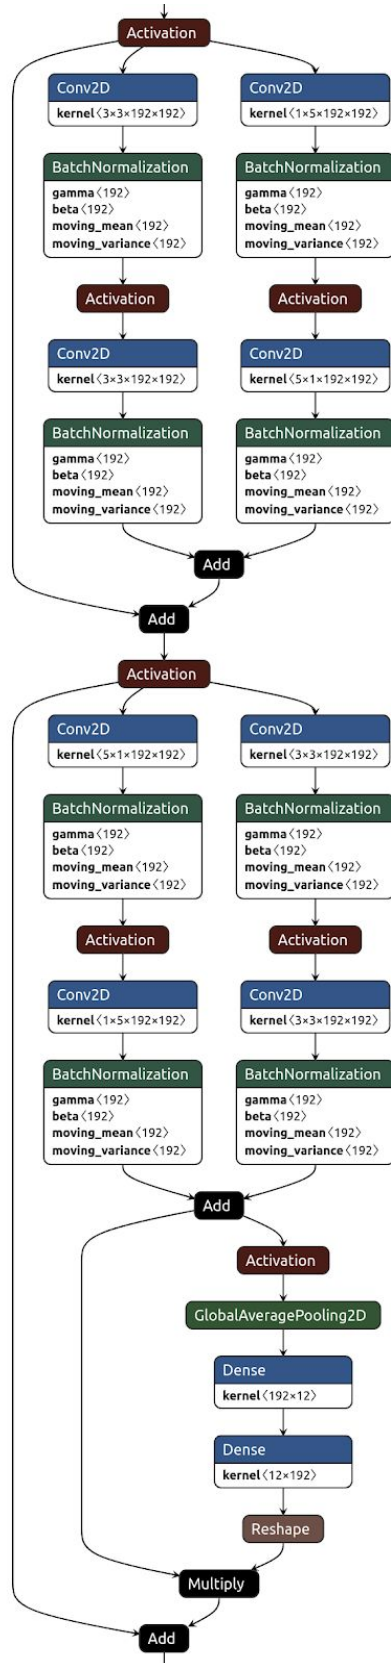 Activation
Conv2D
kernel⟨3×3×192×192⟩
BatchNormalization
gamma⟨192⟩
beta⟨192⟩
moving_mean⟨192⟩
moving_variance⟨192⟩
Activation
Conv2D
kernel⟨3×3×192×192⟩
BatchNormalization
gamma⟨192⟩
beta⟨192⟩
moving_mean⟨192⟩
moving_variance⟨192⟩
Conv2D
kernel⟨1×5×192×192⟩
BatchNormalization
gamma⟨192⟩
beta⟨192⟩
moving_mean⟨192⟩
moving_variance⟨192⟩
Activation
Conv2D
kernel⟨5×1×192×192⟩
BatchNormalization
gamma⟨192⟩
beta⟨192⟩
moving_mean⟨192⟩
moving_variance⟨192⟩
Add
Add
Activation
Conv2D
kernel⟨5×1×192×192⟩
BatchNormalization
gamma⟨192⟩
beta⟨192⟩
moving_mean⟨192⟩
moving_variance⟨192⟩
Activation
Conv2D
kernel⟨1×5×192×192⟩
BatchNormalization
gamma⟨192⟩
beta⟨192⟩
moving_mean⟨192⟩
moving_variance⟨192⟩
Conv2D
kernel⟨3×3×192×192⟩
BatchNormalization
gamma⟨192⟩
beta⟨192⟩
moving_mean⟨192⟩
moving_variance⟨192⟩
Activation
Conv2D
kernel⟨3×3×192×192⟩
BatchNormalization
gamma⟨192⟩
beta⟨192⟩
moving_mean⟨192⟩
moving_variance⟨192⟩
Add
Activation
GlobalAveragePooling2D
Dense
kernel⟨192×12⟩
Dense
kernel⟨12×192⟩
Reshape
Multiply
Add